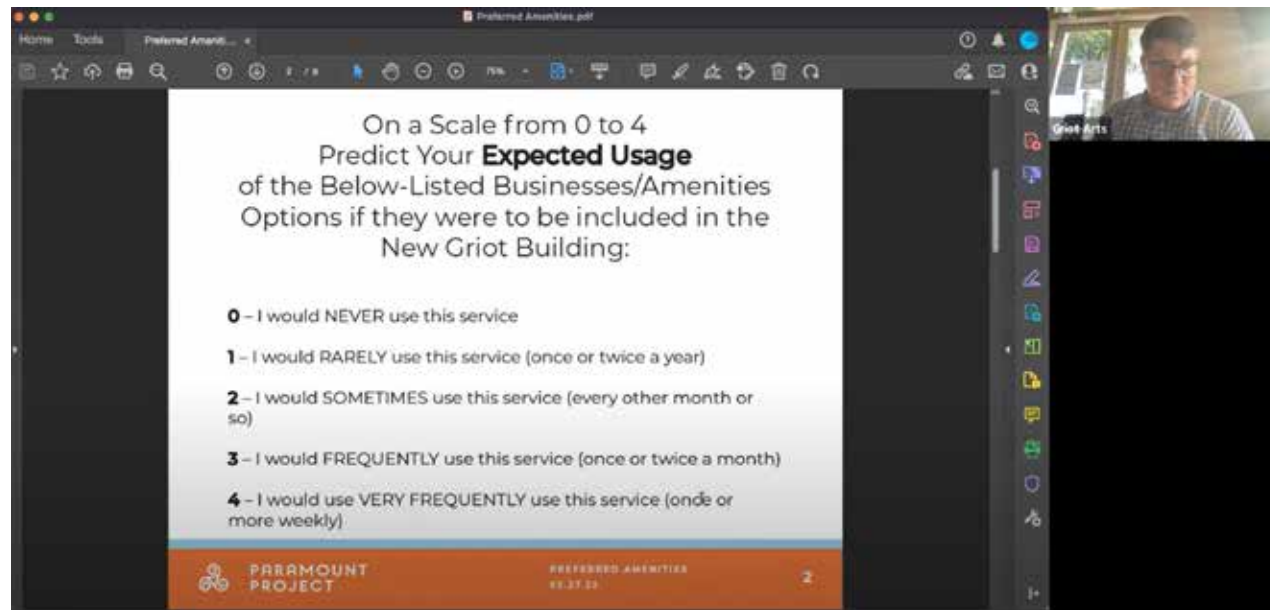 Preferred Amenities.pdf
Home Tools Preferred Ameniti...
2 / 8 75%
Griot Arts
On a Scale from 0 to 4
Predict Your Expected Usage
of the Below-Listed Businesses/Amenities
Options if they were to be included in the
New Griot Building:
0 – I would NEVER use this service
1 – I would RARELY use this service (once or twice a year)
2 – I would SOMETIMES use this service (every other month or
so)
3 – I would FREQUENTLY use this service (once or twice a month)
4 – I would use VERY FREQUENTLY use this service (once or
more weekly)
PARAMOUNT
PROJECT
PREFERRED AMENITIES
2